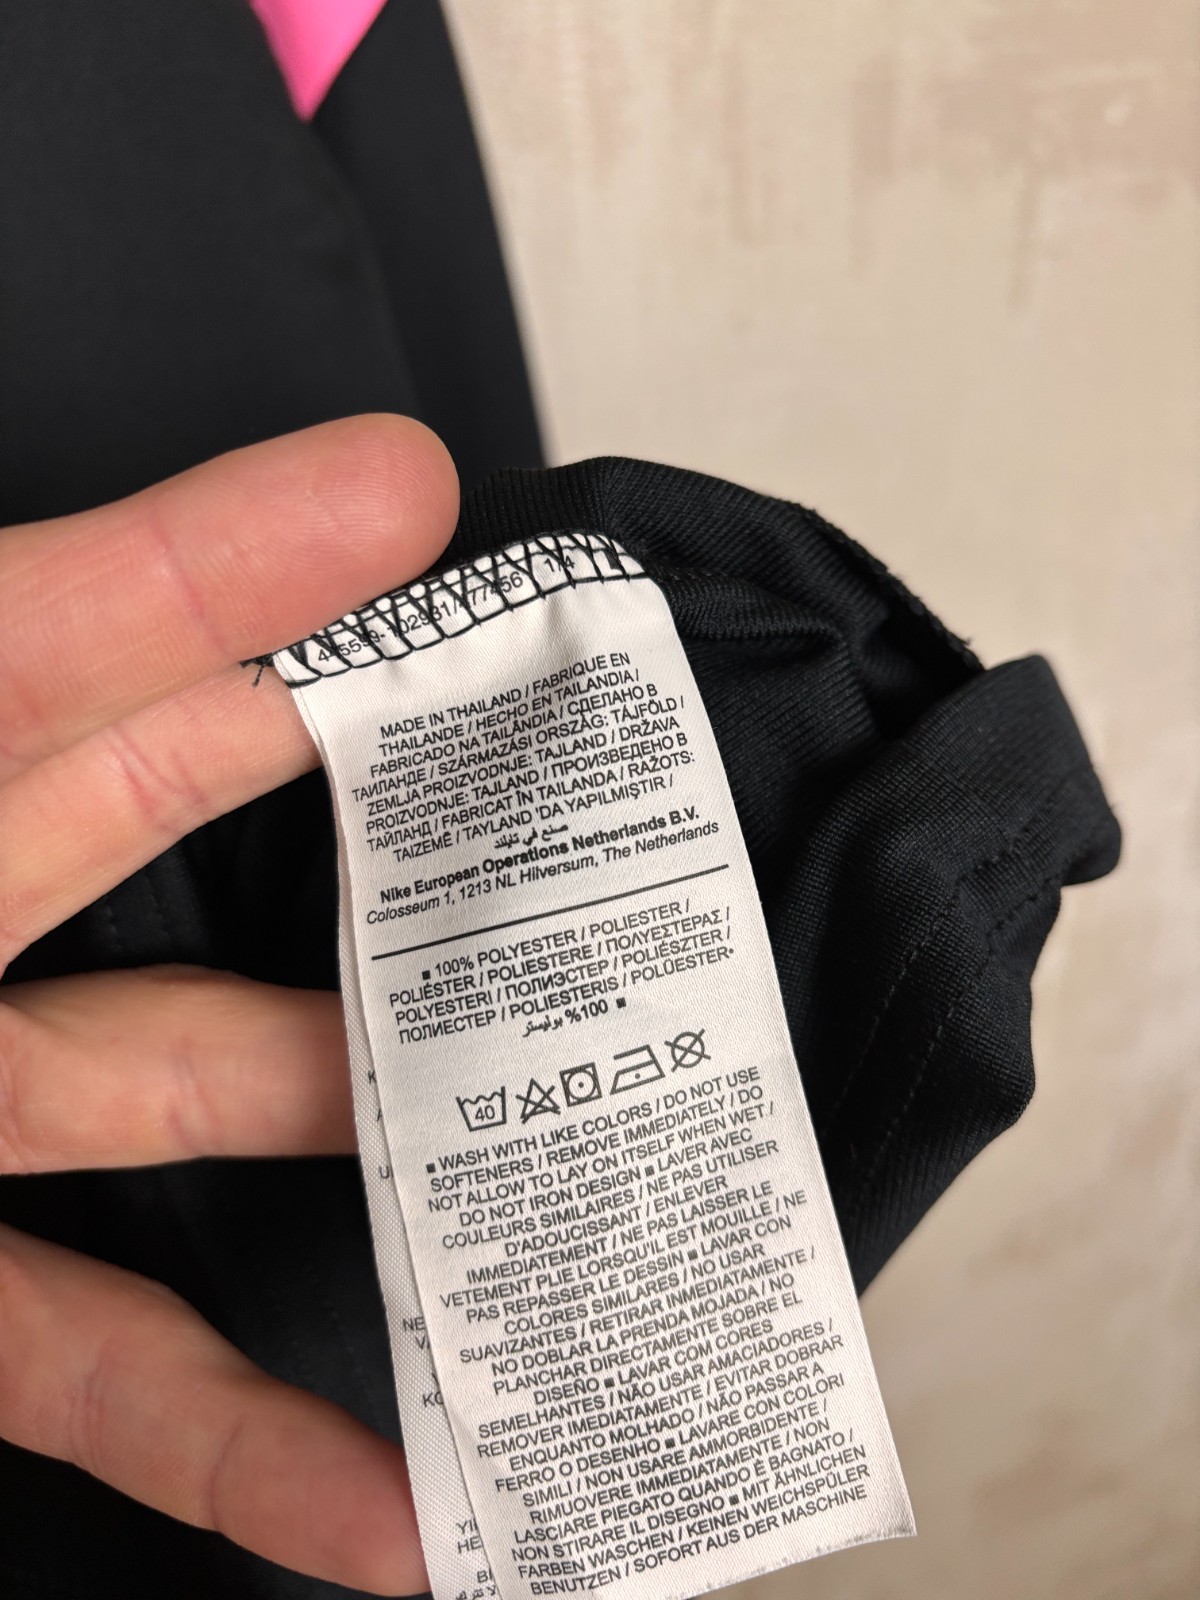 1/4 L
MADE IN THAILAND / FABRIQUE EN
THAILANDE / HECHO EN TAILANDIA /
FABRICADO NA TAILÂNDIA / СДЕЛАНО В
ТАИЛАНДЕ / SZÁRMAZÁSI ORSZÁG: TÁJFÖLD /
ZEMLJA PROIZVODNJE: TAJLAND / DRŽAVA
PROIZVODNJE: TAJLAND / ПРОИЗВЕДЕНО В
ТАЙЛАНД / FABRICAT ÎN TAILANDA / RAŽOTS:
TAIZEMĒ / TAYLAND 'DA YAPILMIŞTIR /
صنع في تايلند
Nike European Operations Netherlands B.V.
Colosseum 1, 1213 NL Hilversum, The Netherlands
■ 100% POLYESTER / POLIESTER /
POLIÉSTER / POLIESTERE / ΠΟΛΥΕΣΤΕΡΑΣ /
POLYESTERI / ПОЛИЭСТЕР / POLIÉSZTER /
ПОЛИЕСТЕР / POLIESTERIS / POLÜESTER•
%100 بوليستر ■
40
■ WASH WITH LIKE COLORS / DO NOT USE
SOFTENERS / REMOVE IMMEDIATELY / DO
NOT ALLOW TO LAY ON ITSELF WHEN WET /
DO NOT IRON DESIGN ■ LAVER AVEC
COULEURS SIMILAIRES / NE PAS UTILISER
D'ADOUCISSANT / ENLEVER
IMMEDIATEMENT / NE PAS LAISSER LE
VETEMENT PLIE LORSQU'IL EST MOUILLE / NE
PAS REPASSER LE DESSIN ■ LAVAR CON
COLORES SIMILARES / NO USAR
SUAVIZANTES / RETIRAR INMEDIATAMENTE /
NO DOBLAR LA PRENDA MOJADA / NO
PLANCHAR DIRECTAMENTE SOBRE EL
DISEÑO ■ LAVAR COM CORES
SEMELHANTES / NÃO USAR AMACIADORES /
REMOVER IMEDIATAMENTE / EVITAR DOBRAR
ENQUANTO MOLHADO / NÃO PASSAR A
FERRO O DESENHO ■ LAVARE CON COLORI
SIMILI / NON USARE AMMORBIDENTE /
RIMUOVERE IMMEDIATAMENTE / NON
LASCIARE PIEGATO QUANDO È BAGNATO /
NON STIRARE IL DISEGNO ■ MIT ÄHNLICHEN
FARBEN WASCHEN / KEINEN WEICHSPÜLER
BENUTZEN / SOFORT AUS DER MASCHINE